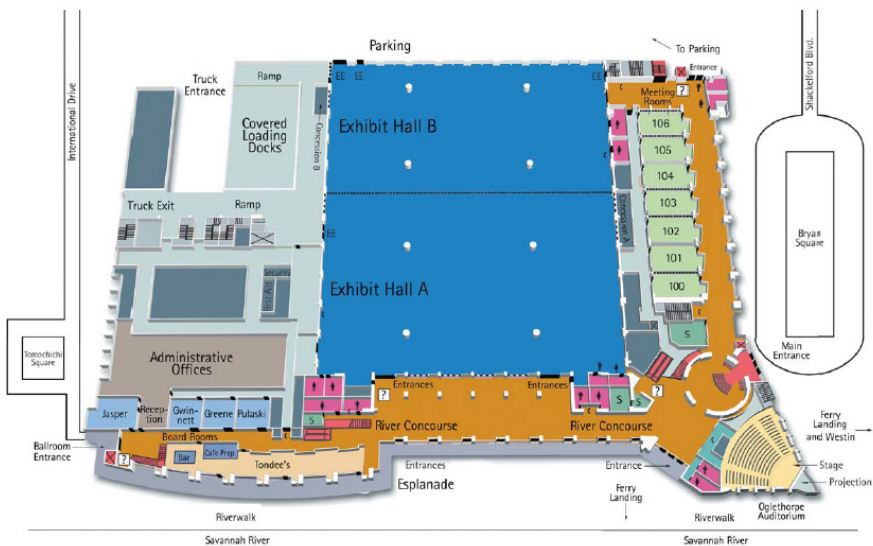 Parking
To Parking
Entrance
Truck
Entrance
Ramp
EE
EE
EE
Meeting
Rooms
?
Shackelford Blvd.
International Drive
Covered
Loading
Docks
Concession B
Exhibit Hall B
106
105
104
103
102
101
100
Truck Exit
Ramp
EE
Concession A
Bryan
Square
Security
Exhibit Hall A
S
Tomochichi
Square
Administrative
Offices
Main
Entrance
Entrances
Entrances
?
?
Jasper
Recep-
tion
Gwin-
nett
Greene
Pulaski
S
S
S
River Concourse
River Concourse
Board Rooms
Ballroom
Entrance
?
Bar
Cafe Prep
Tondee's
Entrances
Esplanade
Entrance
Ferry
Landing
Ferry
Landing
and Westin
Stage
Projection
Oglethorpe
Auditorium
Riverwalk
Riverwalk
Savannah River
Savannah River